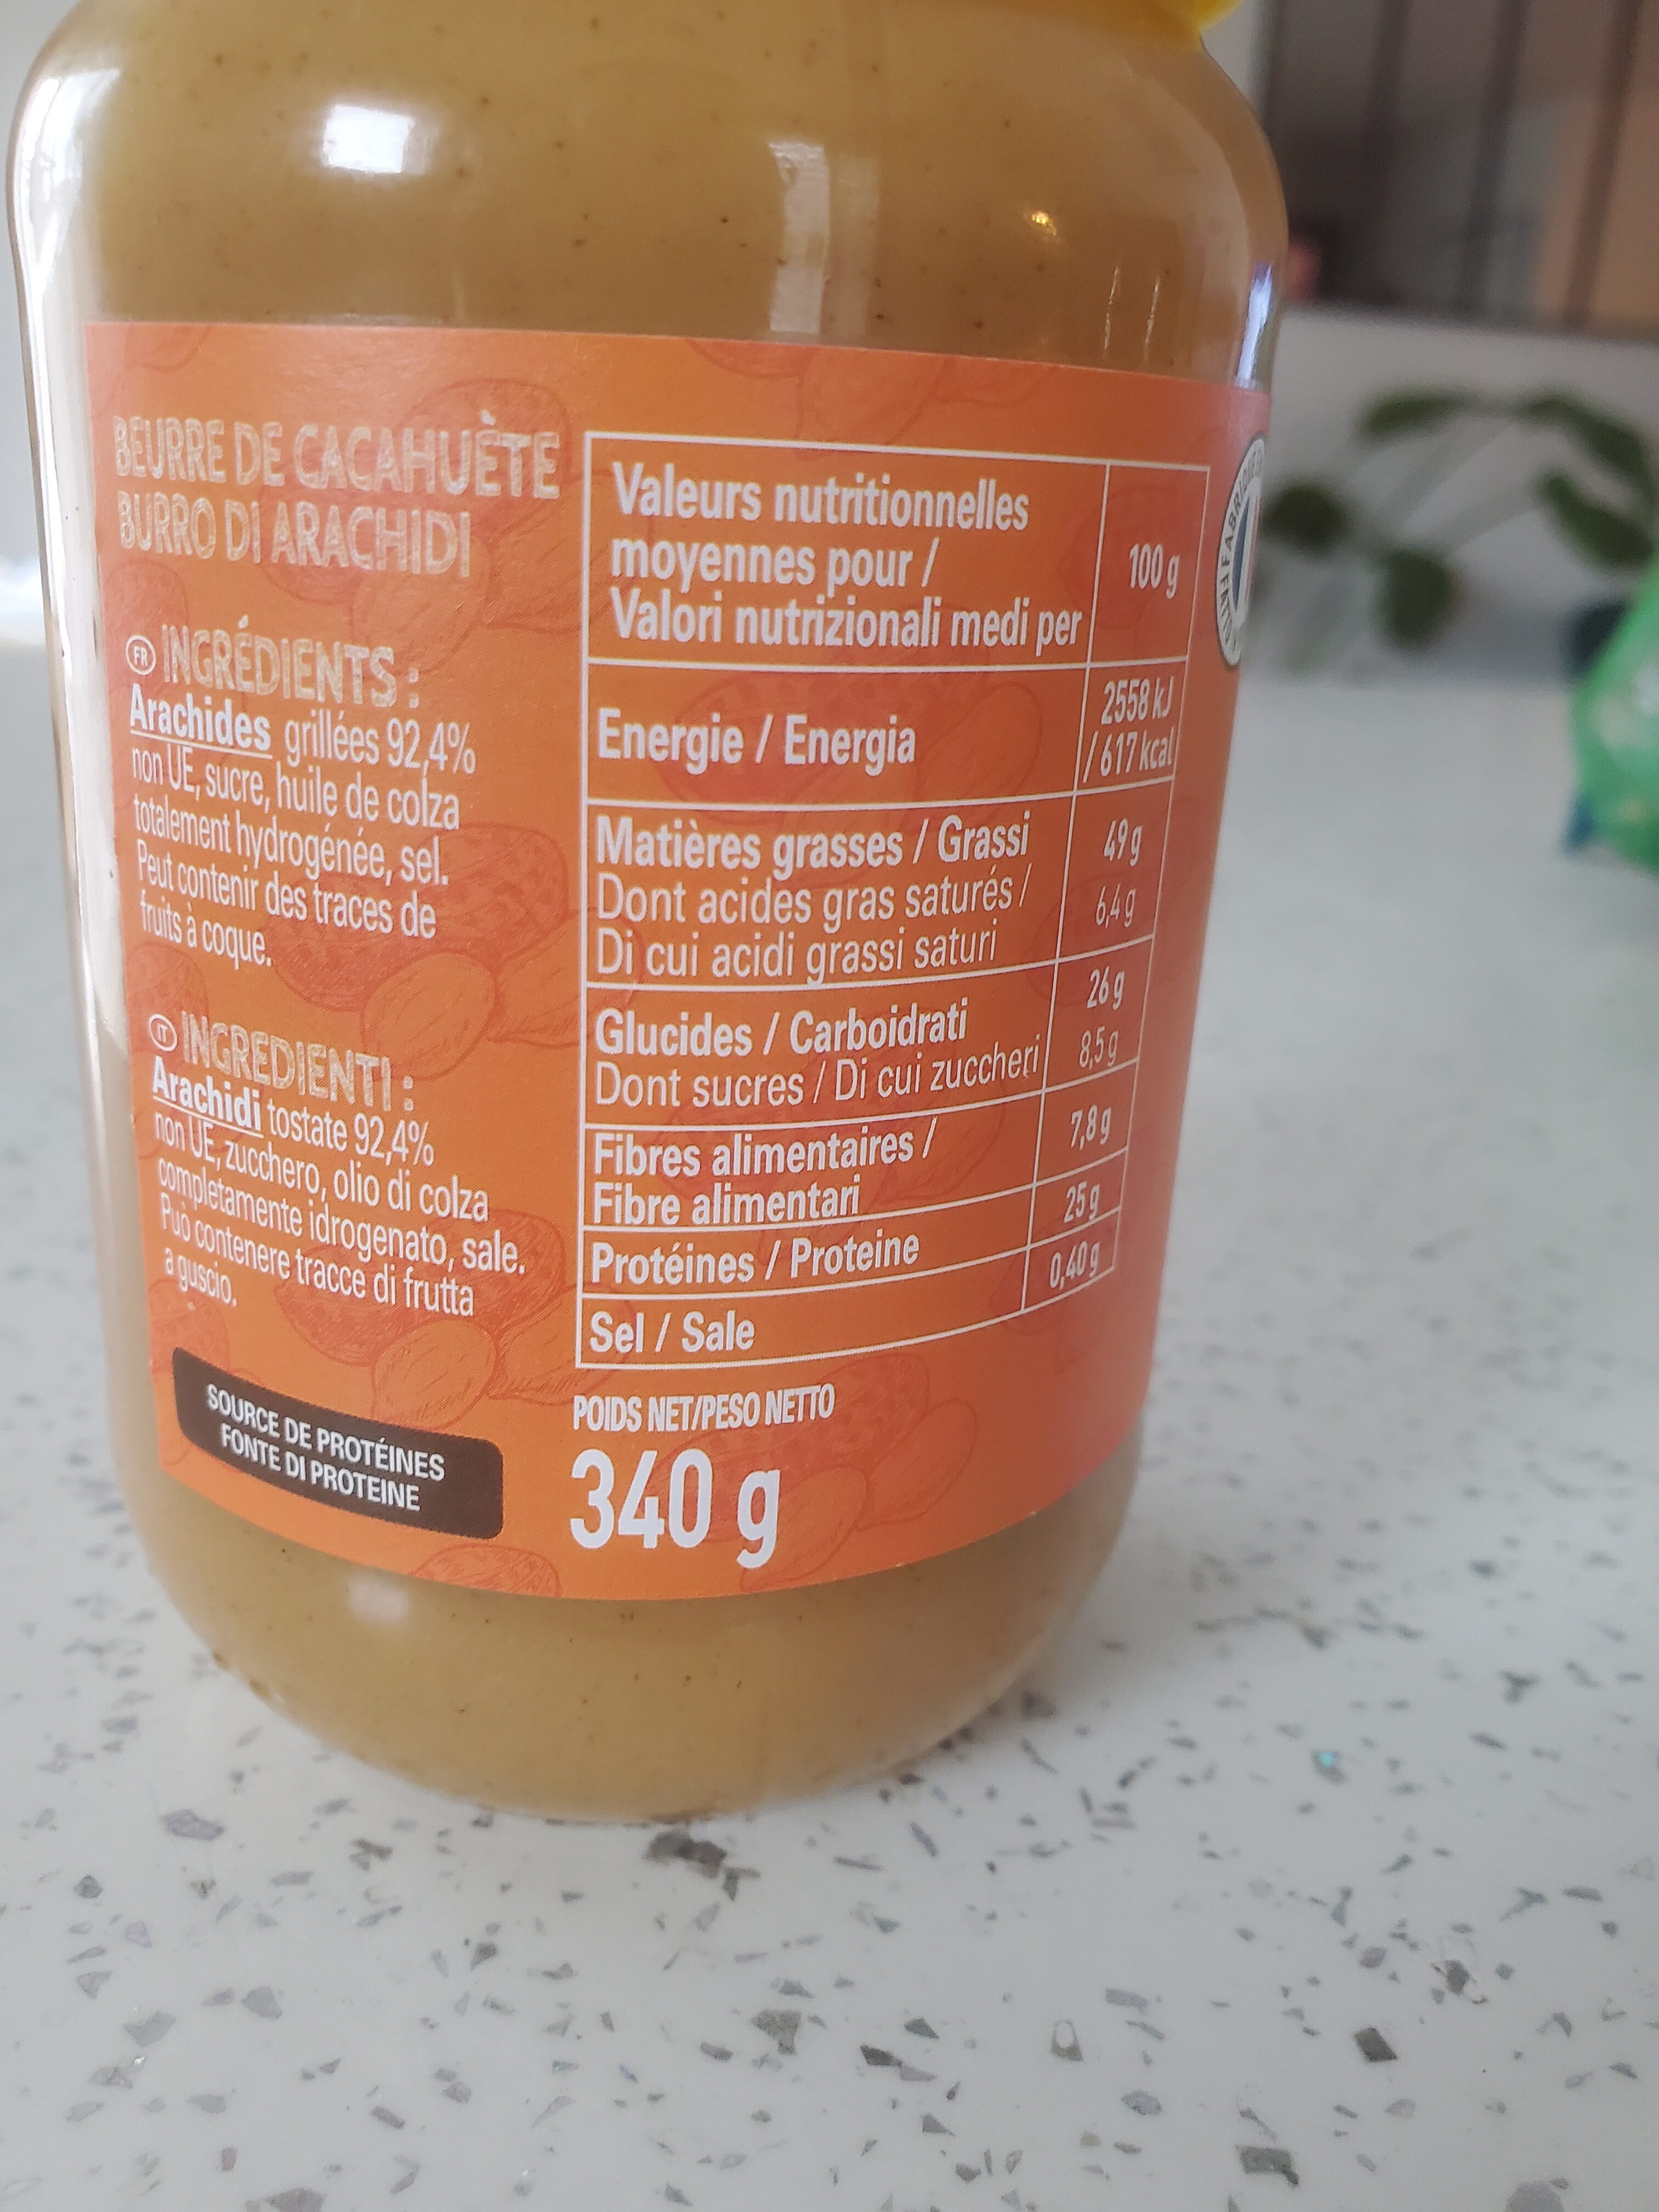 BEURRE DE CACAHUÈTE
BURRO DI ARACHIDI
FR INGRÉDIENTS :
Arachides grillées 92,4%
non UE, sucre, huile de colza
totalement hydrogénée, sel.
Peut contenir des traces de
fruits à coque.
IT INGREDIENTI :
Arachidi tostate 92,4%
non UE, zucchero, olio di colza
completamente idrogenato, sale.
Può contenere tracce di frutta
a guscio.
SOURCE DE PROTÉINES
FONTE DI PROTEINE
Valeurs nutritionnelles
moyennes pour /
Valori nutrizionali medi per
100 g
Energie / Energia
2558 kJ
/ 617 kcal
Matières grasses / Grassi 49 g
Dont acides gras saturés /
Di cui acidi grassi saturi
6,4 g
Glucides / Carboidrati 26 g
Dont sucres / Di cui zuccheri 8,5 g
Fibres alimentaires /
Fibre alimentari
7,8 g
Protéines / Proteine 25 g
Sel / Sale 0,40 g
POIDS NET/PESO NETTO
340 g